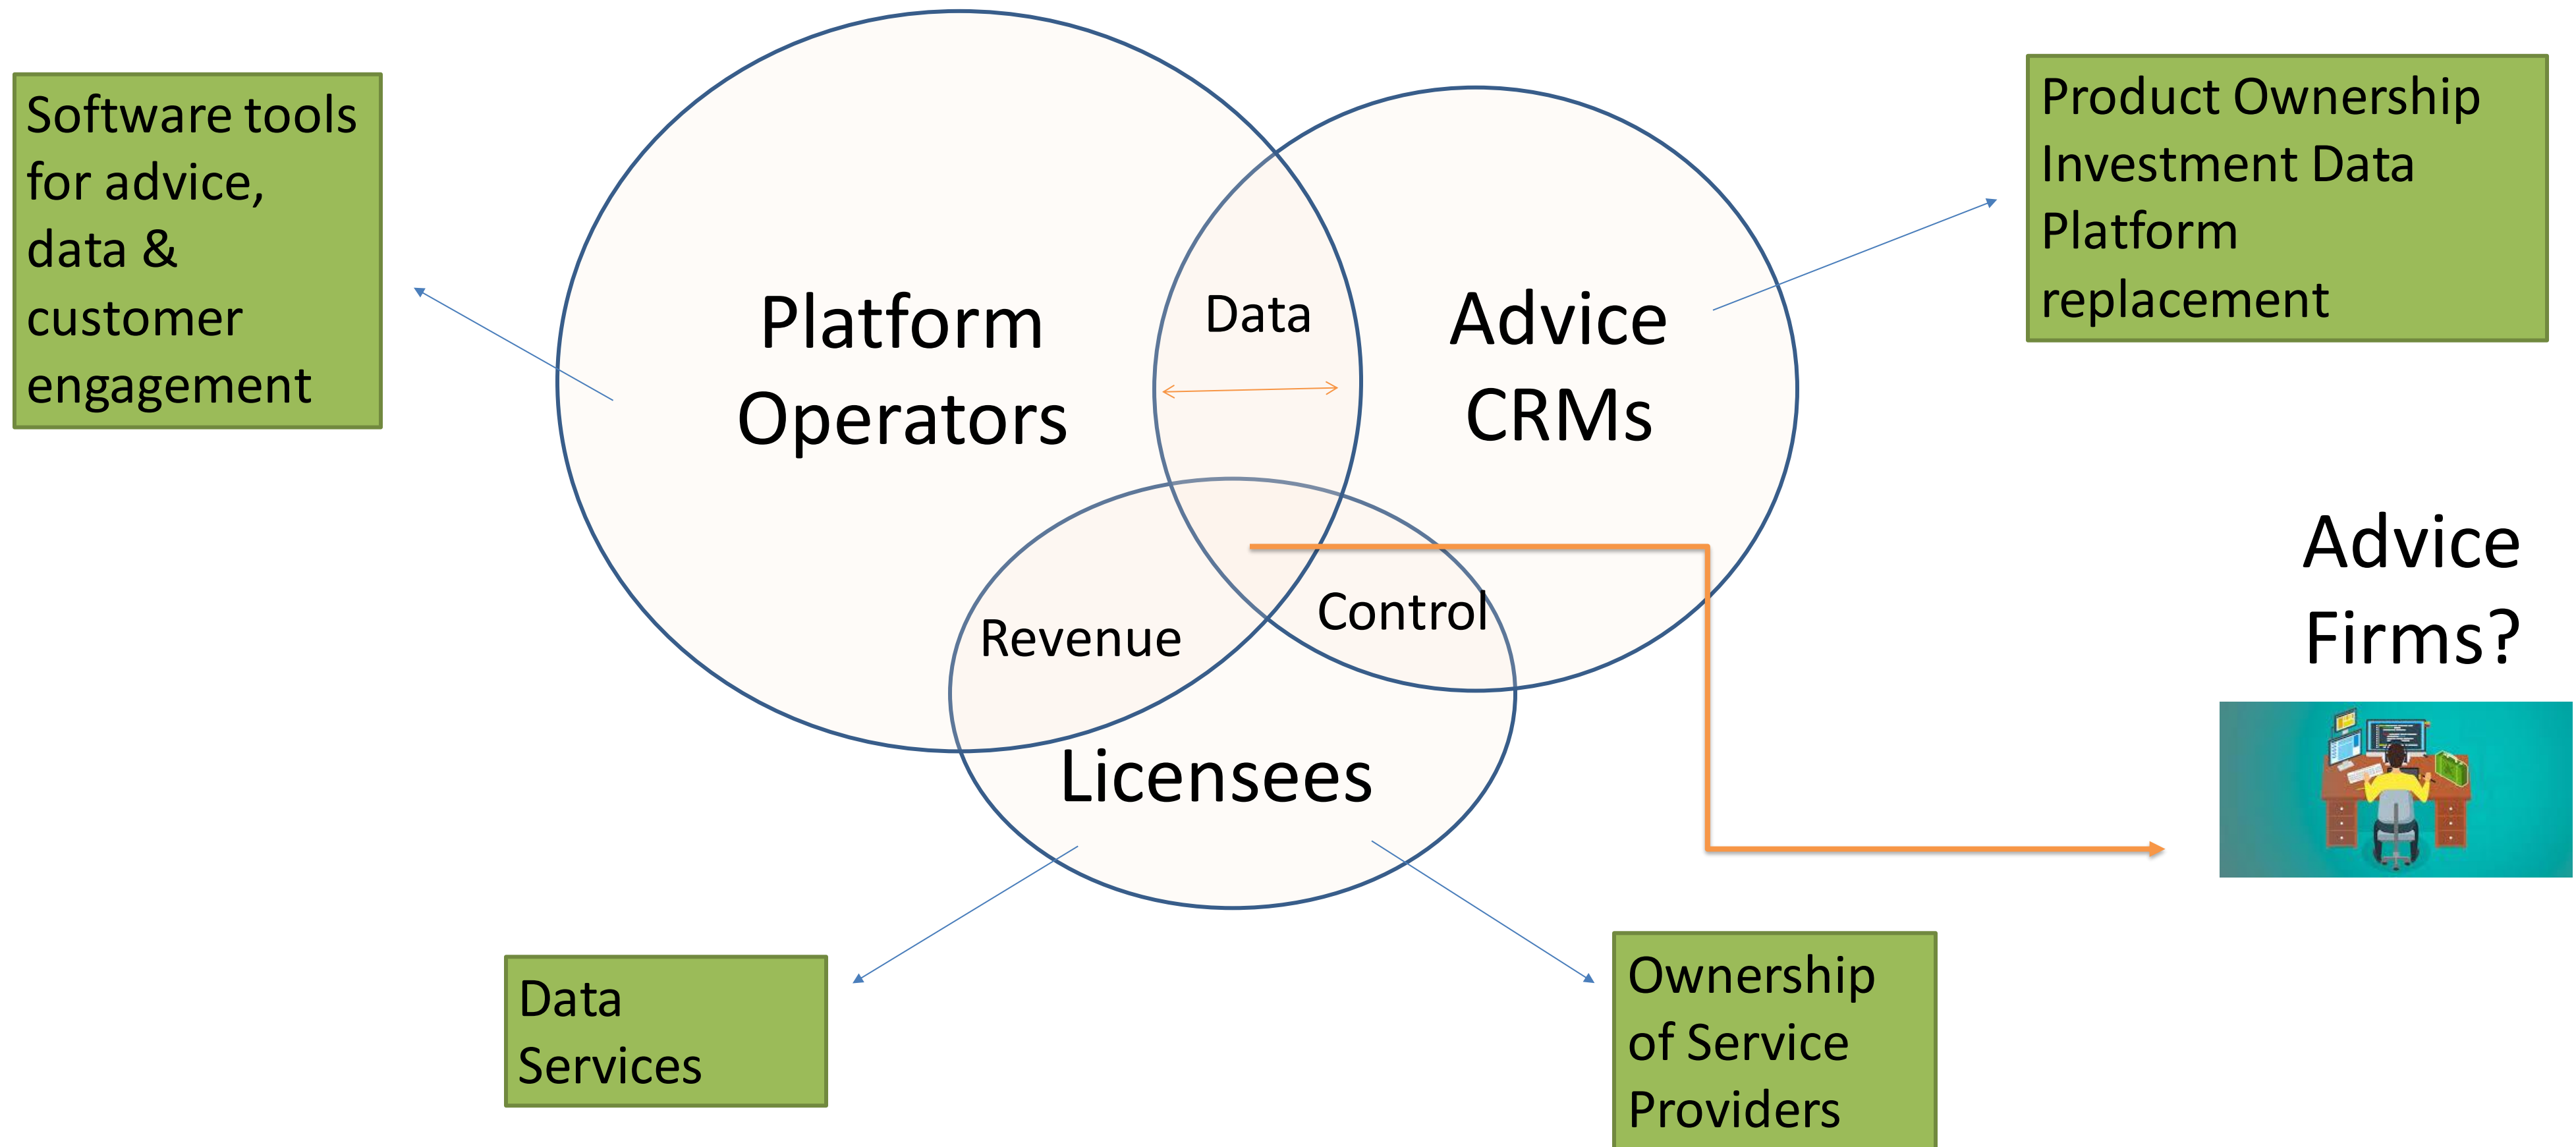 Software tools
for advice,
data &
customer
engagement
Platform
Operators
Data
Advice
CRMs
Product Ownership
Investment Data
Platform
replacement
Revenue
Control
Licensees
Advice
Firms?
Data
Services
Ownership
of Service
Providers